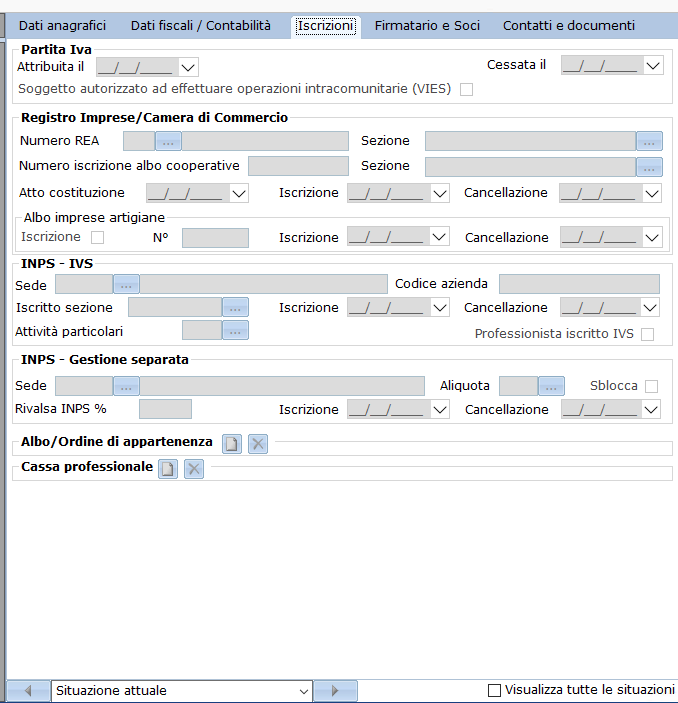 Dati anagrafici Dati fiscali / Contabilità Iscrizioni Firmatario e Soci Contatti e documenti
Partita Iva
Attribuita il __/__/____ Cessata il __/__/____
Soggetto autorizzato ad effettuare operazioni intracomunitarie (VIES)
Registro Imprese/Camera di Commercio
Numero REA ... Sezione ...
Numero iscrizione albo cooperative Sezione ...
Atto costituzione __/__/____ Iscrizione __/__/____ Cancellazione __/__/____
Albo imprese artigiane
Iscrizione N° Iscrizione __/__/____ Cancellazione __/__/____
INPS - IVS
Sede ... Codice azienda
Iscritto sezione ... Iscrizione __/__/____ Cancellazione __/__/____
Attività particolari ... Professionista iscritto IVS
INPS - Gestione separata
Sede ... Aliquota ... Sblocca
Rivalsa INPS % Iscrizione __/__/____ Cancellazione __/__/____
Albo/Ordine di appartenenza
Cassa professionale
Situazione attuale Visualizza tutte le situazioni